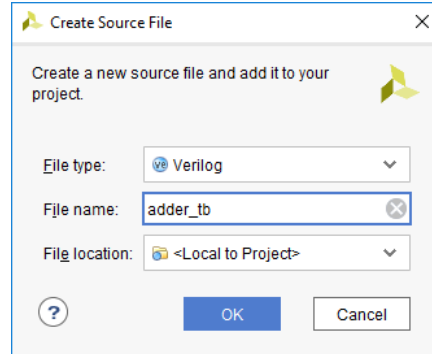 Create Source File
Create a new source file and add it to your
project.
File type: Verilog
File name: adder_tb
File location: <Local to Project>
? OK Cancel